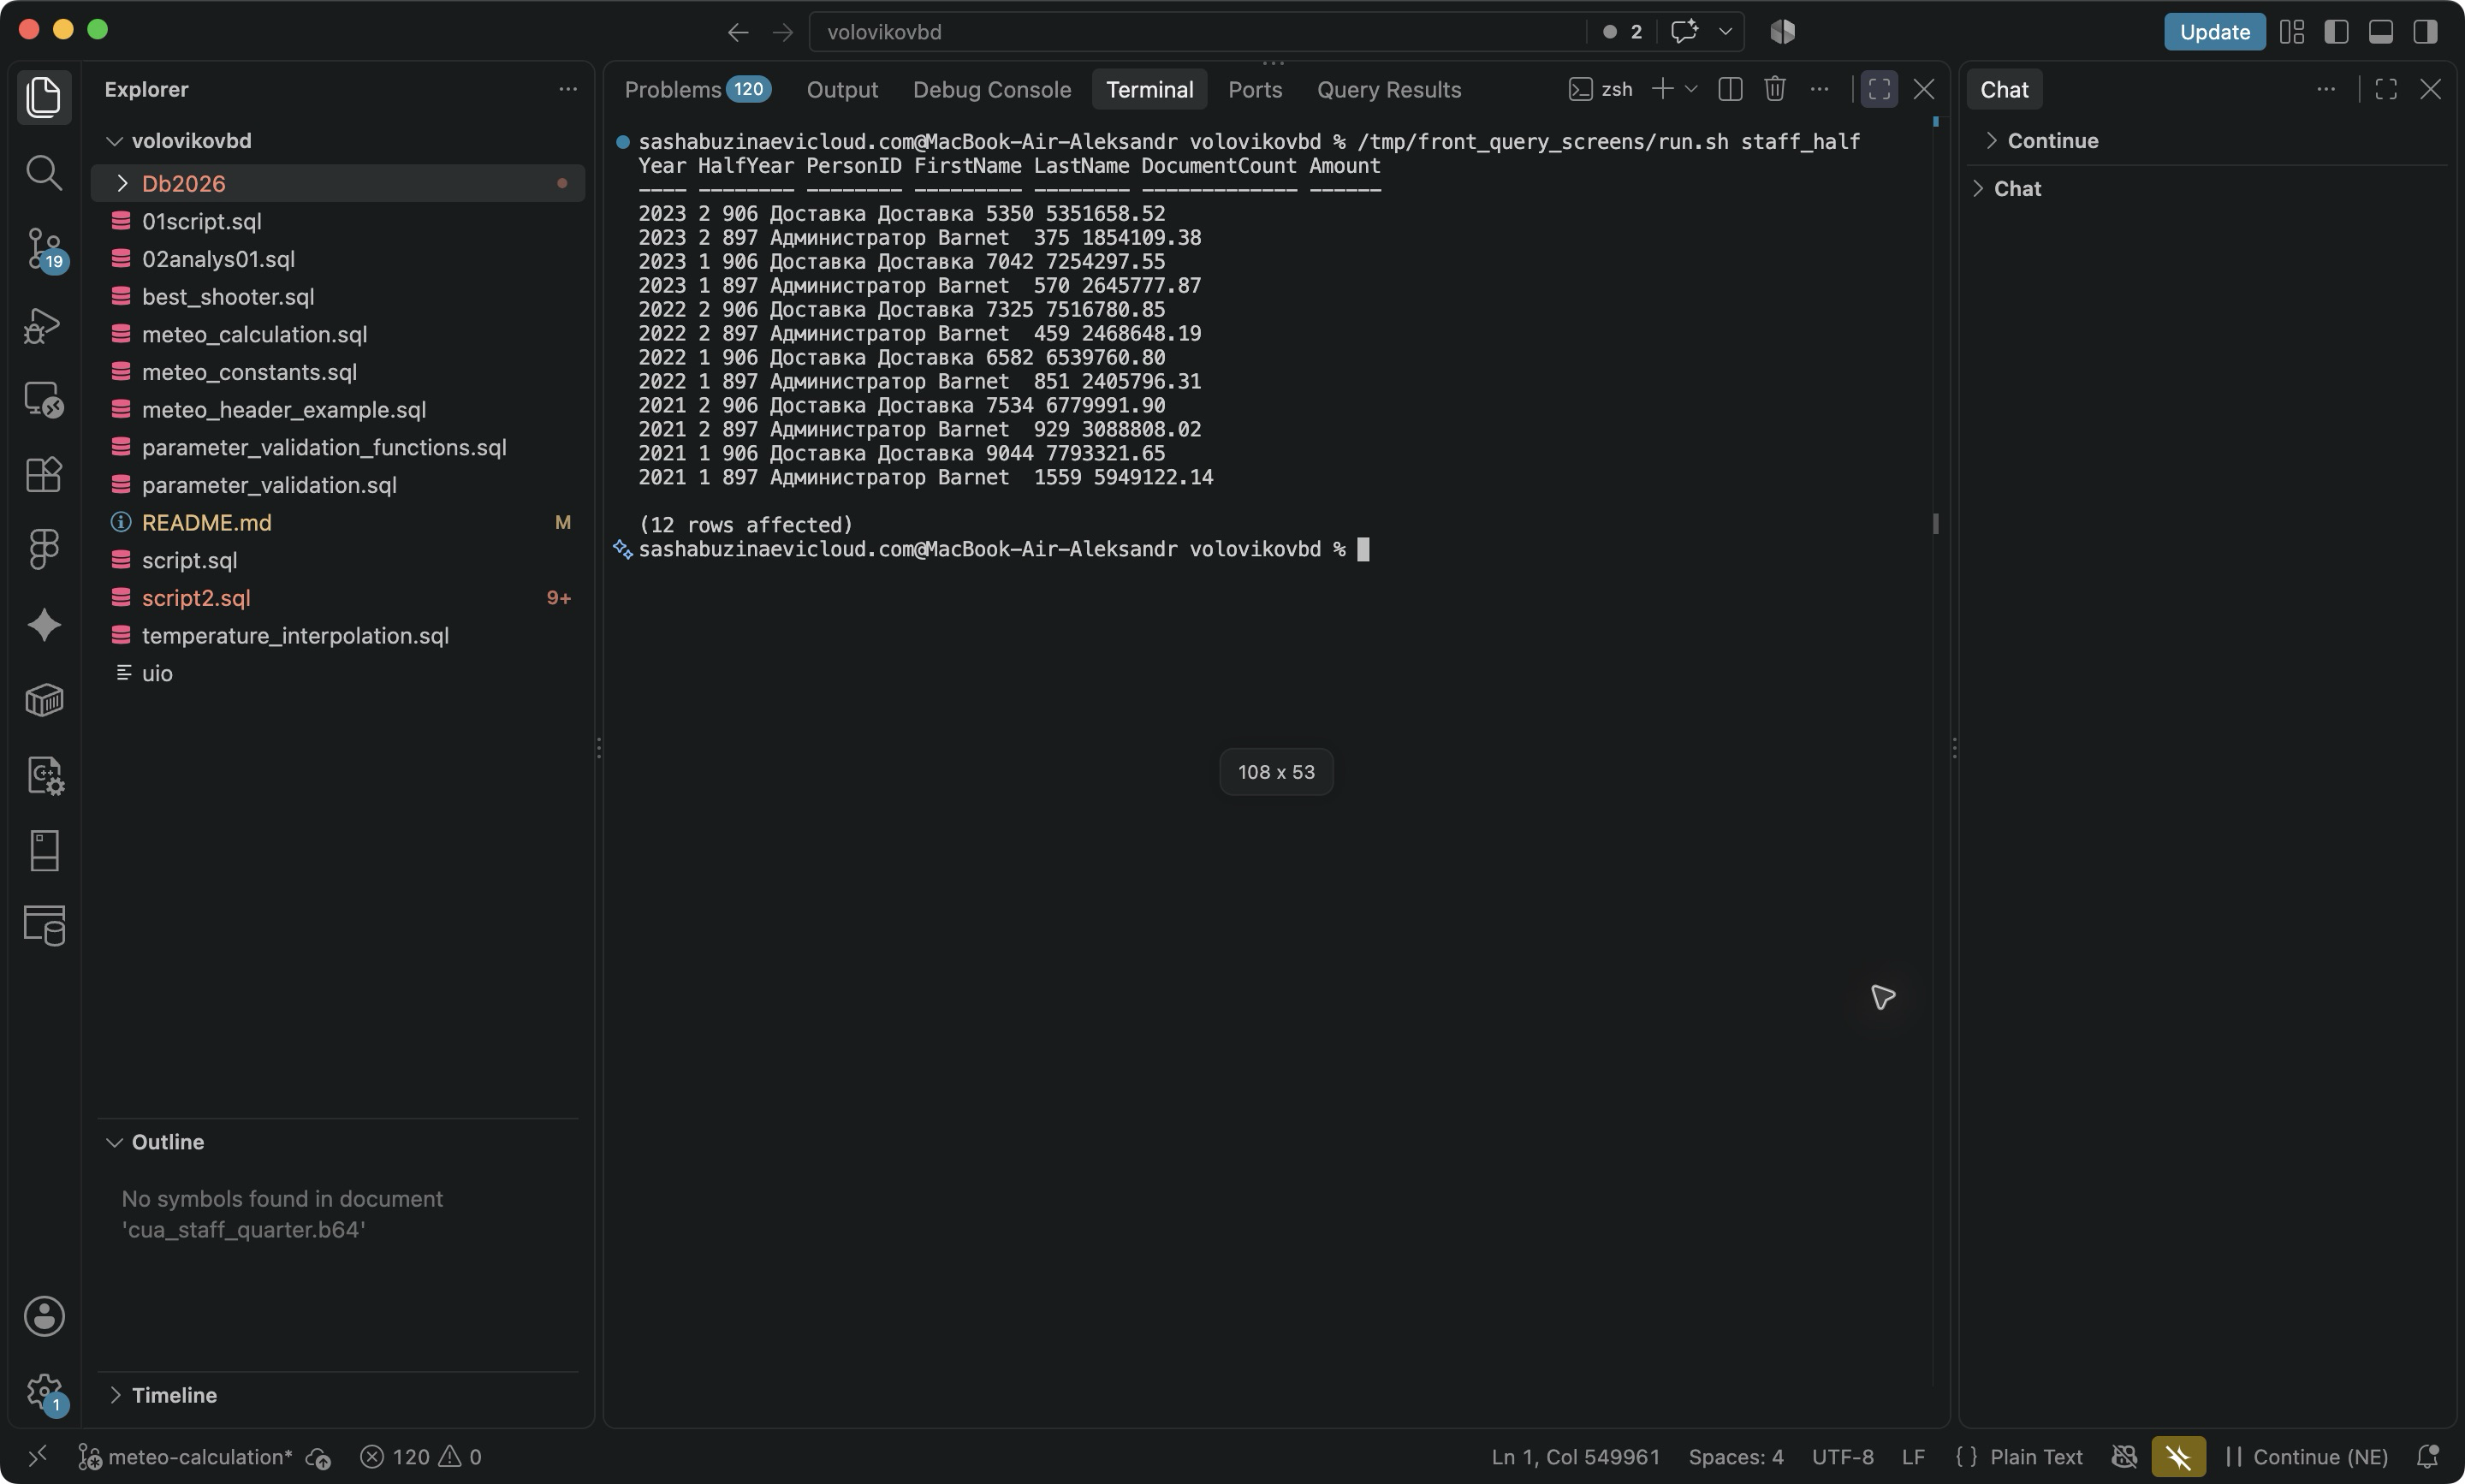 volovikovbd
2
Update
Explorer
volovikovbd
Db2026
01script.sql
02analys01.sql
best_shooter.sql
meteo_calculation.sql
meteo_constants.sql
meteo_header_example.sql
parameter_validation_functions.sql
parameter_validation.sql
README.md M
script.sql
script2.sql 9+
temperature_interpolation.sql
uio
19
Outline
No symbols found in document
'cua_staff_quarter.b64'
Timeline
1
Problems 120 Output Debug Console Terminal Ports Query Results
zsh
sashabuzinaevicloud.com@MacBook-Air-Aleksandr volovikovbd % /tmp/front_query_screens/run.sh staff_half
Year HalfYear PersonID FirstName LastName DocumentCount Amount
---- -------- -------- --------- -------- ------------- ------
2023 2 906 Доставка Доставка 5350 5351658.52
2023 2 897 Администратор Barnet  375 1854109.38
2023 1 906 Доставка Доставка 7042 7254297.55
2023 1 897 Администратор Barnet  570 2645777.87
2022 2 906 Доставка Доставка 7325 7516780.85
2022 2 897 Администратор Barnet  459 2468648.19
2022 1 906 Доставка Доставка 6582 6539760.80
2022 1 897 Администратор Barnet  851 2405796.31
2021 2 906 Доставка Доставка 7534 6779991.90
2021 2 897 Администратор Barnet  929 3088808.02
2021 1 906 Доставка Доставка 9044 7793321.65
2021 1 897 Администратор Barnet  1559 5949122.14
(12 rows affected)
sashabuzinaevicloud.com@MacBook-Air-Aleksandr volovikovbd %
108 x 53
Chat
Continue
Chat
meteo-calculation* 120 0
Ln 1, Col 549961 Spaces: 4 UTF-8 LF { } Plain Text || Continue (NE)